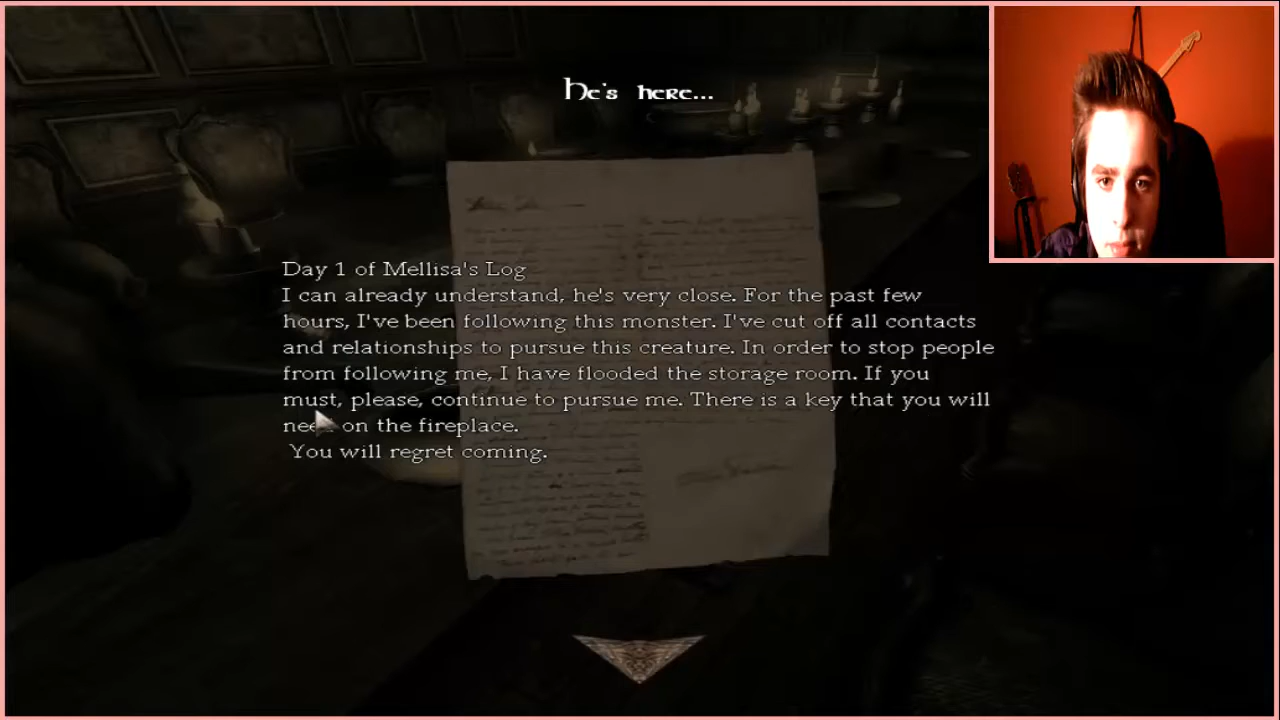 He's here...
Day 1 of Mellisa's Log
I can already understand, he's very close. For the past few
hours, I've been following this monster. I've cut off all contacts
and relationships to pursue this creature. In order to stop people
from following me, I have flooded the storage room. If you
must, please, continue to pursue me. There is a key that you will
need on the fireplace.
You will regret coming.